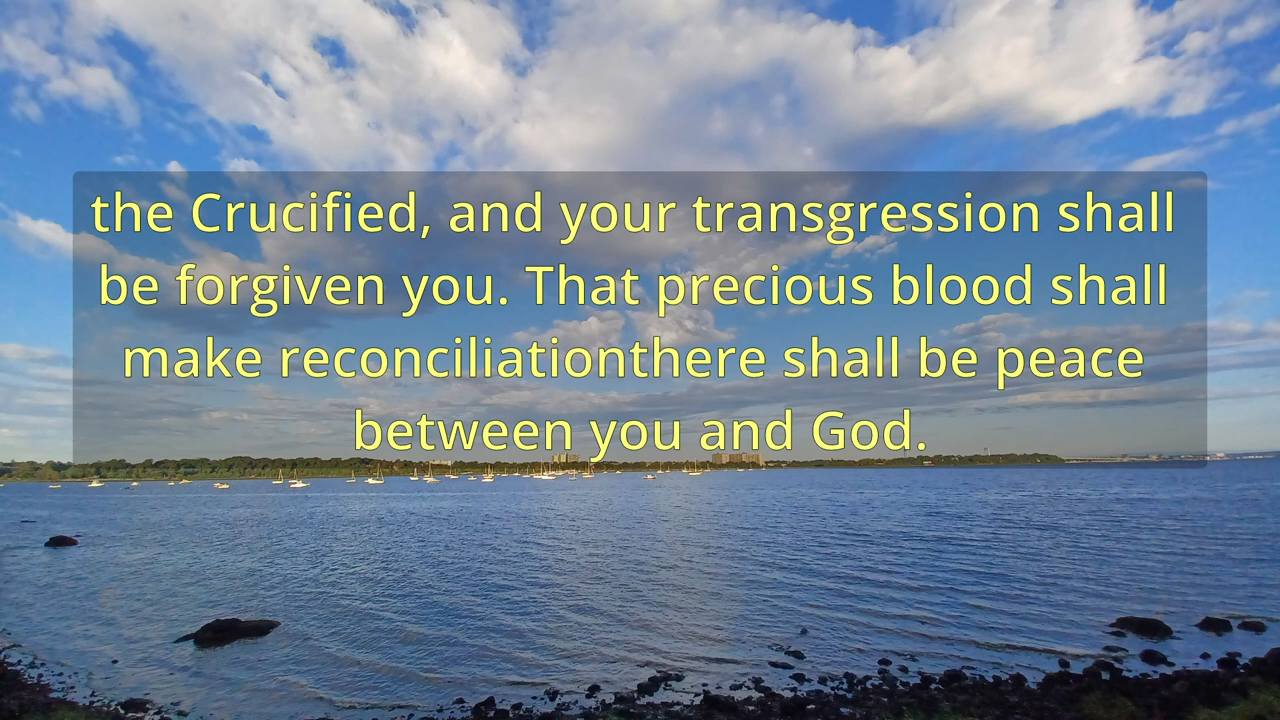 the Crucified, and your transgression shall
be forgiven you. That precious blood shall
make reconciliationthere shall be peace
between you and God.